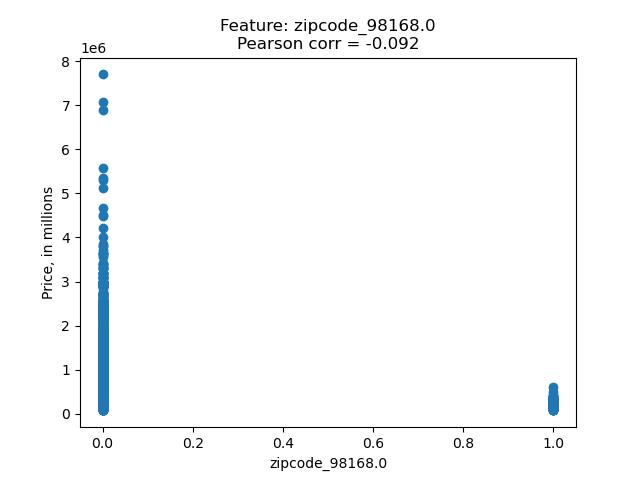 Feature: zipcode_98168.0
Pearson corr = -0.092
1e6
8
7
6
5
4
3
2
1
0
Price, in millions
0.0 0.2 0.4 0.6 0.8 1.0
zipcode_98168.0